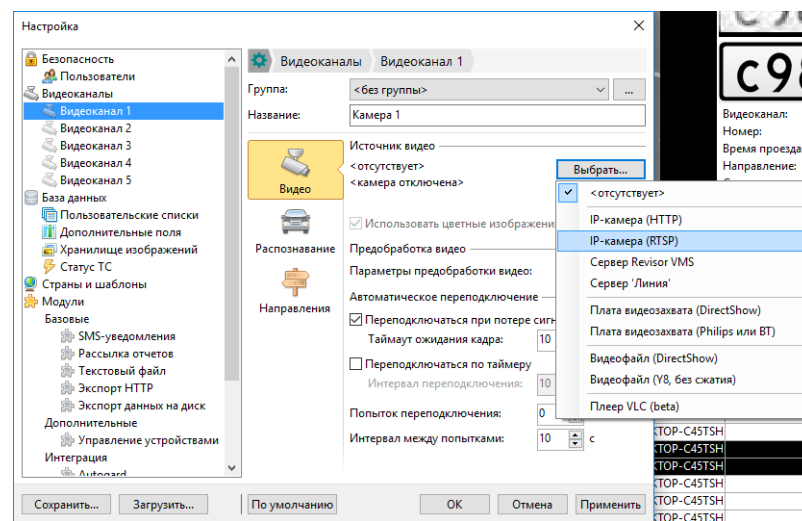 Настройка
Безопасность
Пользователи
Видеоканалы
Видеоканал 1
Видеоканал 2
Видеоканал 3
Видеоканал 4
Видеоканал 5
База данных
Пользовательские списки
Дополнительные поля
Хранилище изображений
Статус ТС
Страны и шаблоны
Модули
Базовые
SMS-уведомления
Рассылка отчетов
Текстовый файл
Экспорт HTTP
Экспорт данных на диск
Дополнительные
Управление устройствами
Интеграция
Autogard
Видеоканалы Видеоканал 1
Группа: <без группы> ...
Название: Камера 1
Видео
Распознавание
Направления
Источник видео
<отсутствует> Выбрать...
<камера отключена>
Использовать цветные изображени
Предобработка видео
Параметры предобработки видео:
Автоматическое переподключение
Переподключаться при потере сигн
Таймаут ожидания кадра: 10
Переподключаться по таймеру
Интервал переподключения: 10
Попыток переподключения: 0
Интервал между попытками: 10 с
<отсутствует>
IP-камера (HTTP)
IP-камера (RTSP)
Сервер Revisor VMS
Сервер 'Линия'
Плата видеозахвата (DirectShow)
Плата видеозахвата (Philips или BT)
Видеофайл (DirectShow)
Видеофайл (Y8, без сжатия)
Плеер VLC (beta)
Сохранить... Загрузить... По умолчанию ОК Отмена Применить
с98
Видеоканал:
Номер:
Время проезда
Направление:
KTOP-C45TSH
KTOP-C45TSH
KTOP-C45TSH
KTOP-C45TSH
KTOP-C45TSH
KTOP-C45TSH